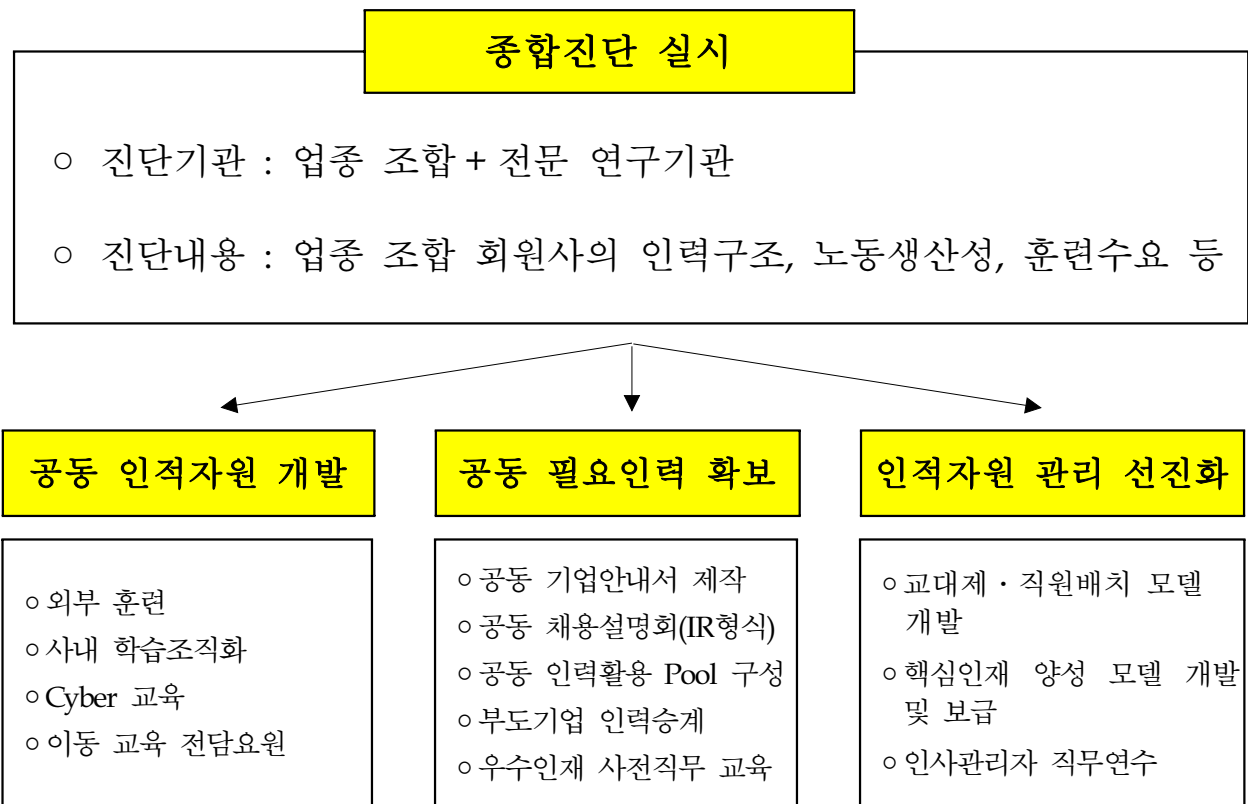 종합진단 실시
○ 진단기관 : 업종 조합 + 전문 연구기관
○ 진단내용 : 업종 조합 회원사의 인력구조, 노동생산성, 훈련수요 등
공동 인적자원 개발
○외부 훈련
○사내 학습조직화
○Cyber 교육
○이동 교육 전담요원
공동 필요인력 확보
○공동 기업안내서 제작
○공동 채용설명회(IR형식)
○공동 인력활용 Pool 구성
○부도기업 인력승계
○우수인재 사전직무 교육
인적자원 관리 선진화
○교대제 · 직원배치 모델
개발
○핵심인재 양성 모델 개발
및 보급
○인사관리자 직무연수